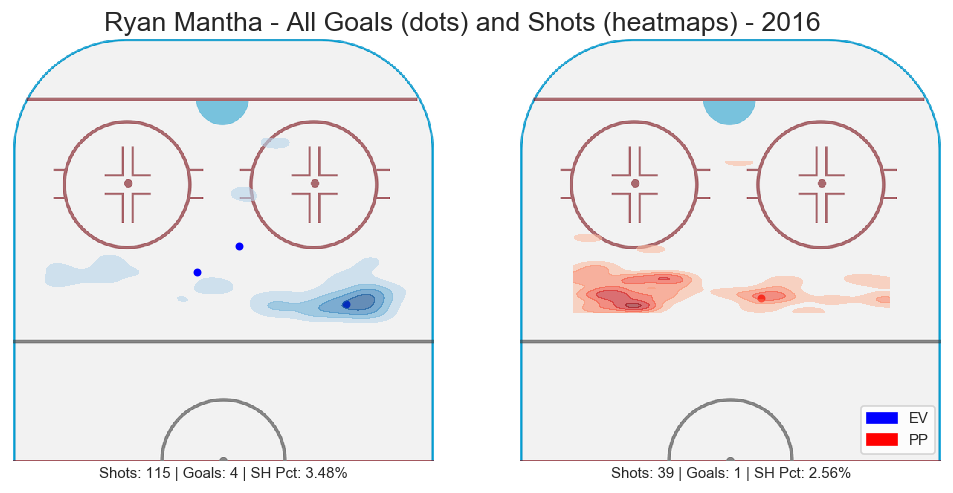 Ryan Mantha - All Goals (dots) and Shots (heatmaps) - 2016
EV
PP
Shots: 115 | Goals: 4 | SH Pct: 3.48%
Shots: 39 | Goals: 1 | SH Pct: 2.56%